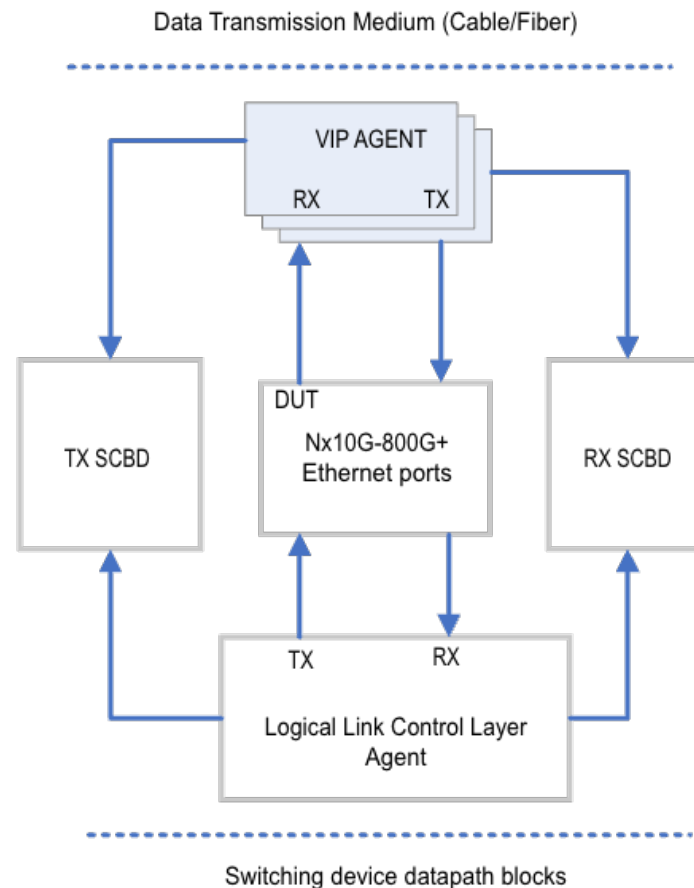 Data Transmission Medium (Cable/Fiber)
VIP AGENT
RX TX
DUT
Nx10G-800G+
Ethernet ports
TX SCBD
RX SCBD
TX RX
Logical Link Control Layer
Agent
Switching device datapath blocks